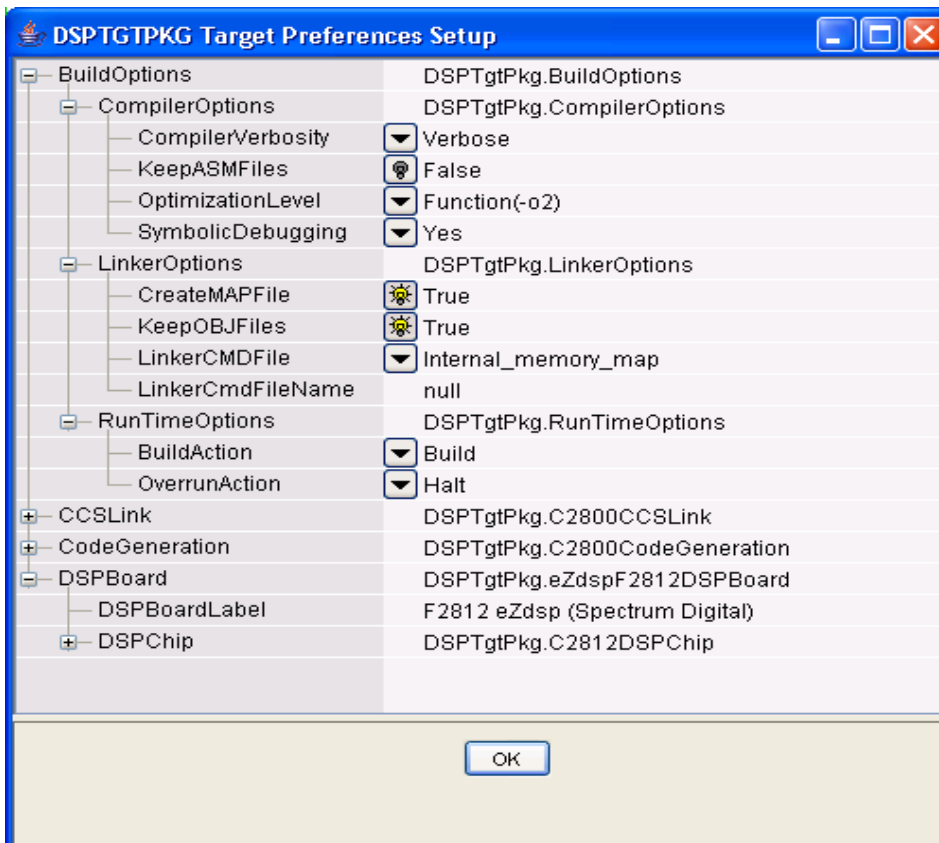 DSPTGTPKG Target Preferences Setup
BuildOptions DSPTgtPkg.BuildOptions
CompilerOptions DSPTgtPkg.CompilerOptions
CompilerVerbosity Verbose
KeepASMFiles False
OptimizationLevel Function(-o2)
SymbolicDebugging Yes
LinkerOptions DSPTgtPkg.LinkerOptions
CreateMAPFile True
KeepOBJFiles True
LinkerCMDFile Internal_memory_map
LinkerCmdFileName null
RunTimeOptions DSPTgtPkg.RunTimeOptions
BuildAction Build
OverrunAction Halt
CCSLink DSPTgtPkg.C2800CCSLink
CodeGeneration DSPTgtPkg.C2800CodeGeneration
DSPBoard DSPTgtPkg.eZdspF2812DSPBoard
DSPBoardLabel F2812 eZdsp (Spectrum Digital)
DSPChip DSPTgtPkg.C2812DSPChip
OK